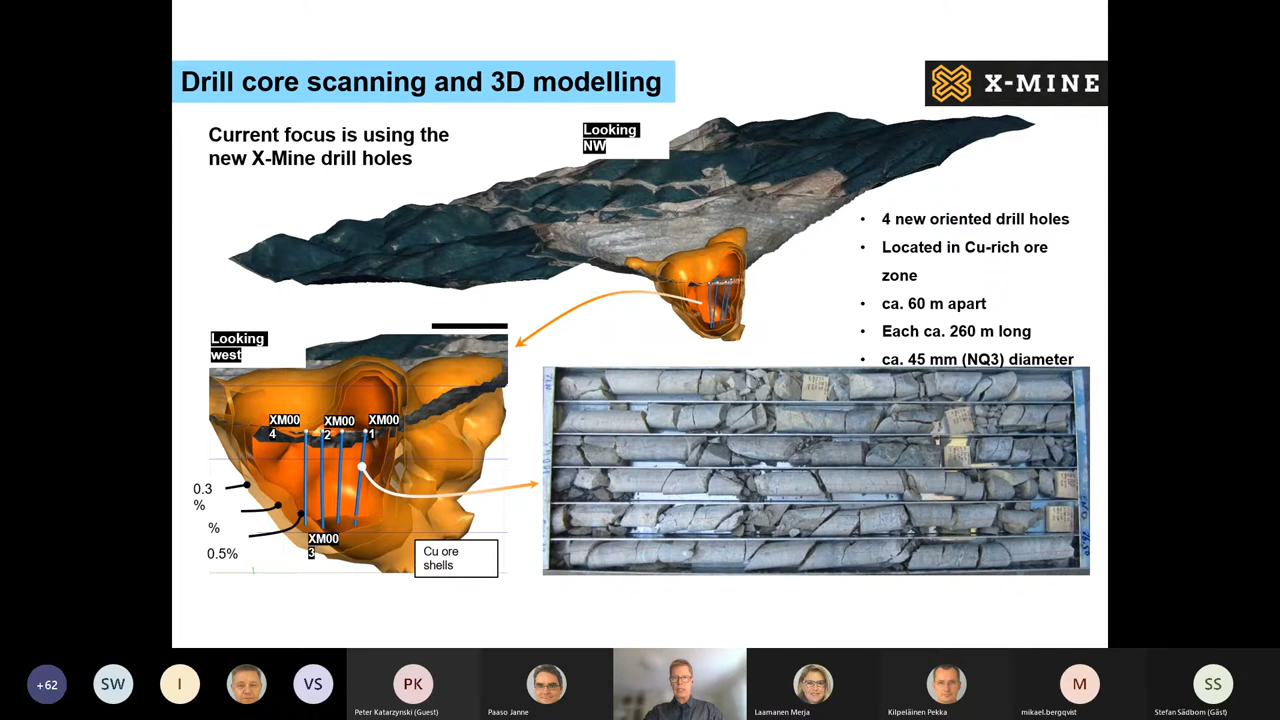 Drill core scanning and 3D modelling
X-MINE
Current focus is using the
new X-Mine drill holes
Looking
NW
• 4 new oriented drill holes
• Located in Cu-rich ore
zone
• ca. 60 m apart
• Each ca. 260 m long
• ca. 45 mm (NQ3) diameter
Looking
west
XM00
4
XM00
2
XM00
1
0.3
%
%
0.5%
XM00
3
Cu ore
shells
+62
SW
I
VS
PK
Peter Katarzynski (Guest)
Paaso Janne
Laamanen Merja
Kilpeläinen Pekka
M
mikael.bergqvist
SS
Stefan Sädbom (Gäst)